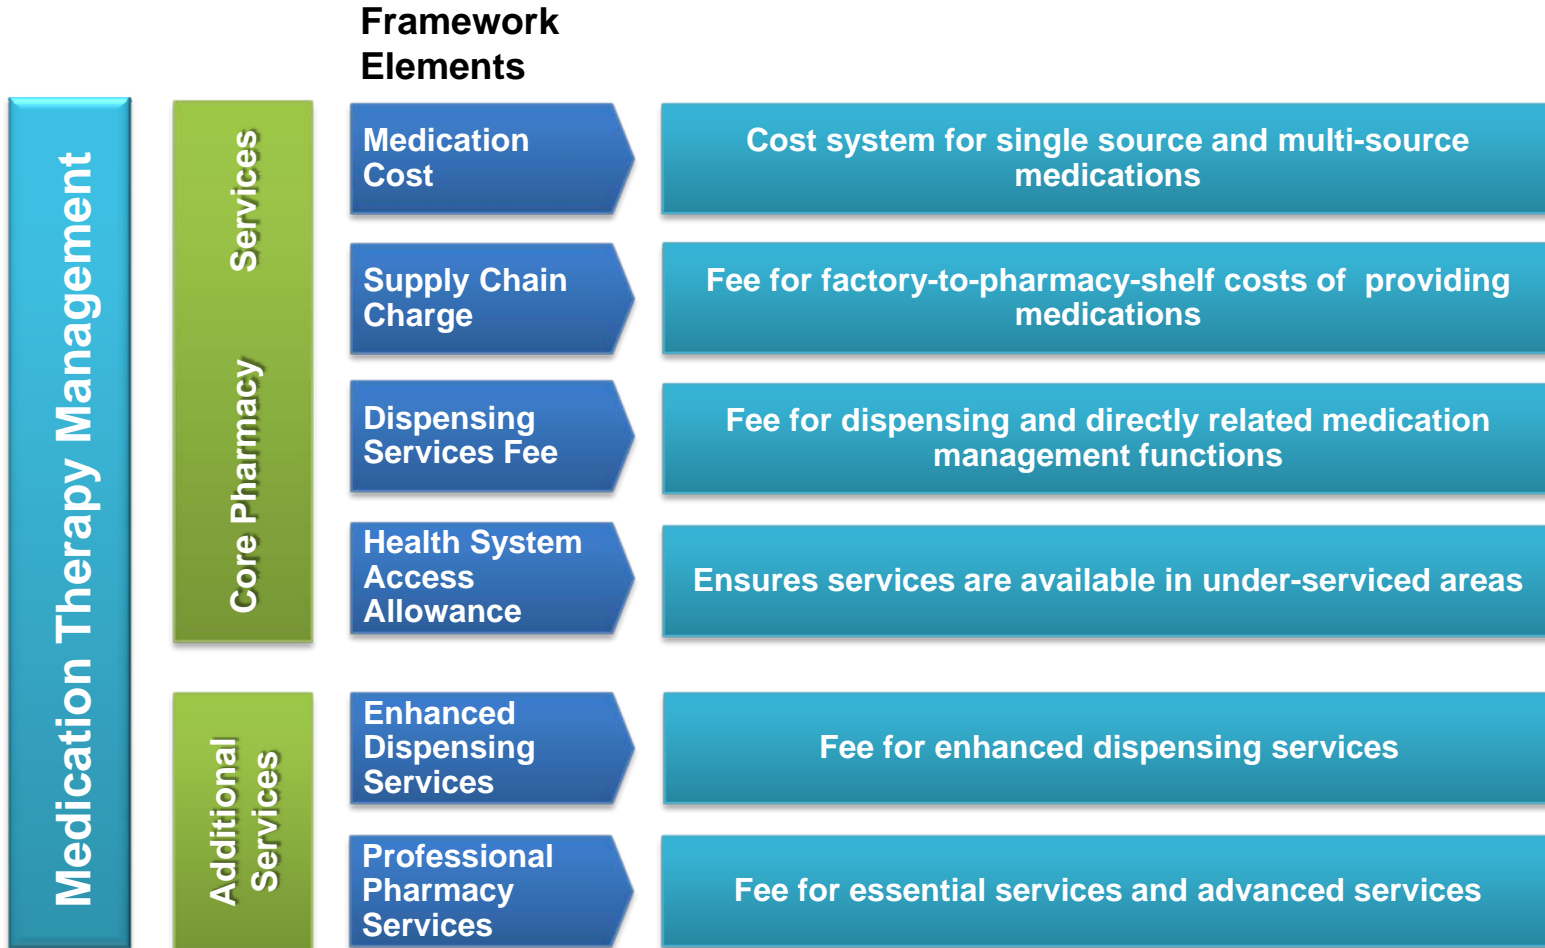 Framework
Elements
Medication Therapy Management
Core Pharmacy Services
Medication
Cost
Cost system for single source and multi-source
medications
Supply Chain
Charge
Fee for factory-to-pharmacy-shelf costs of  providing
medications
Dispensing
Services Fee
Fee for dispensing and directly related medication
management functions
Health System
Access
Allowance
Ensures services are available in under-serviced areas
Additional
Services
Enhanced
Dispensing
Services
Fee for enhanced dispensing services
Professional
Pharmacy
Services
Fee for essential services and advanced services